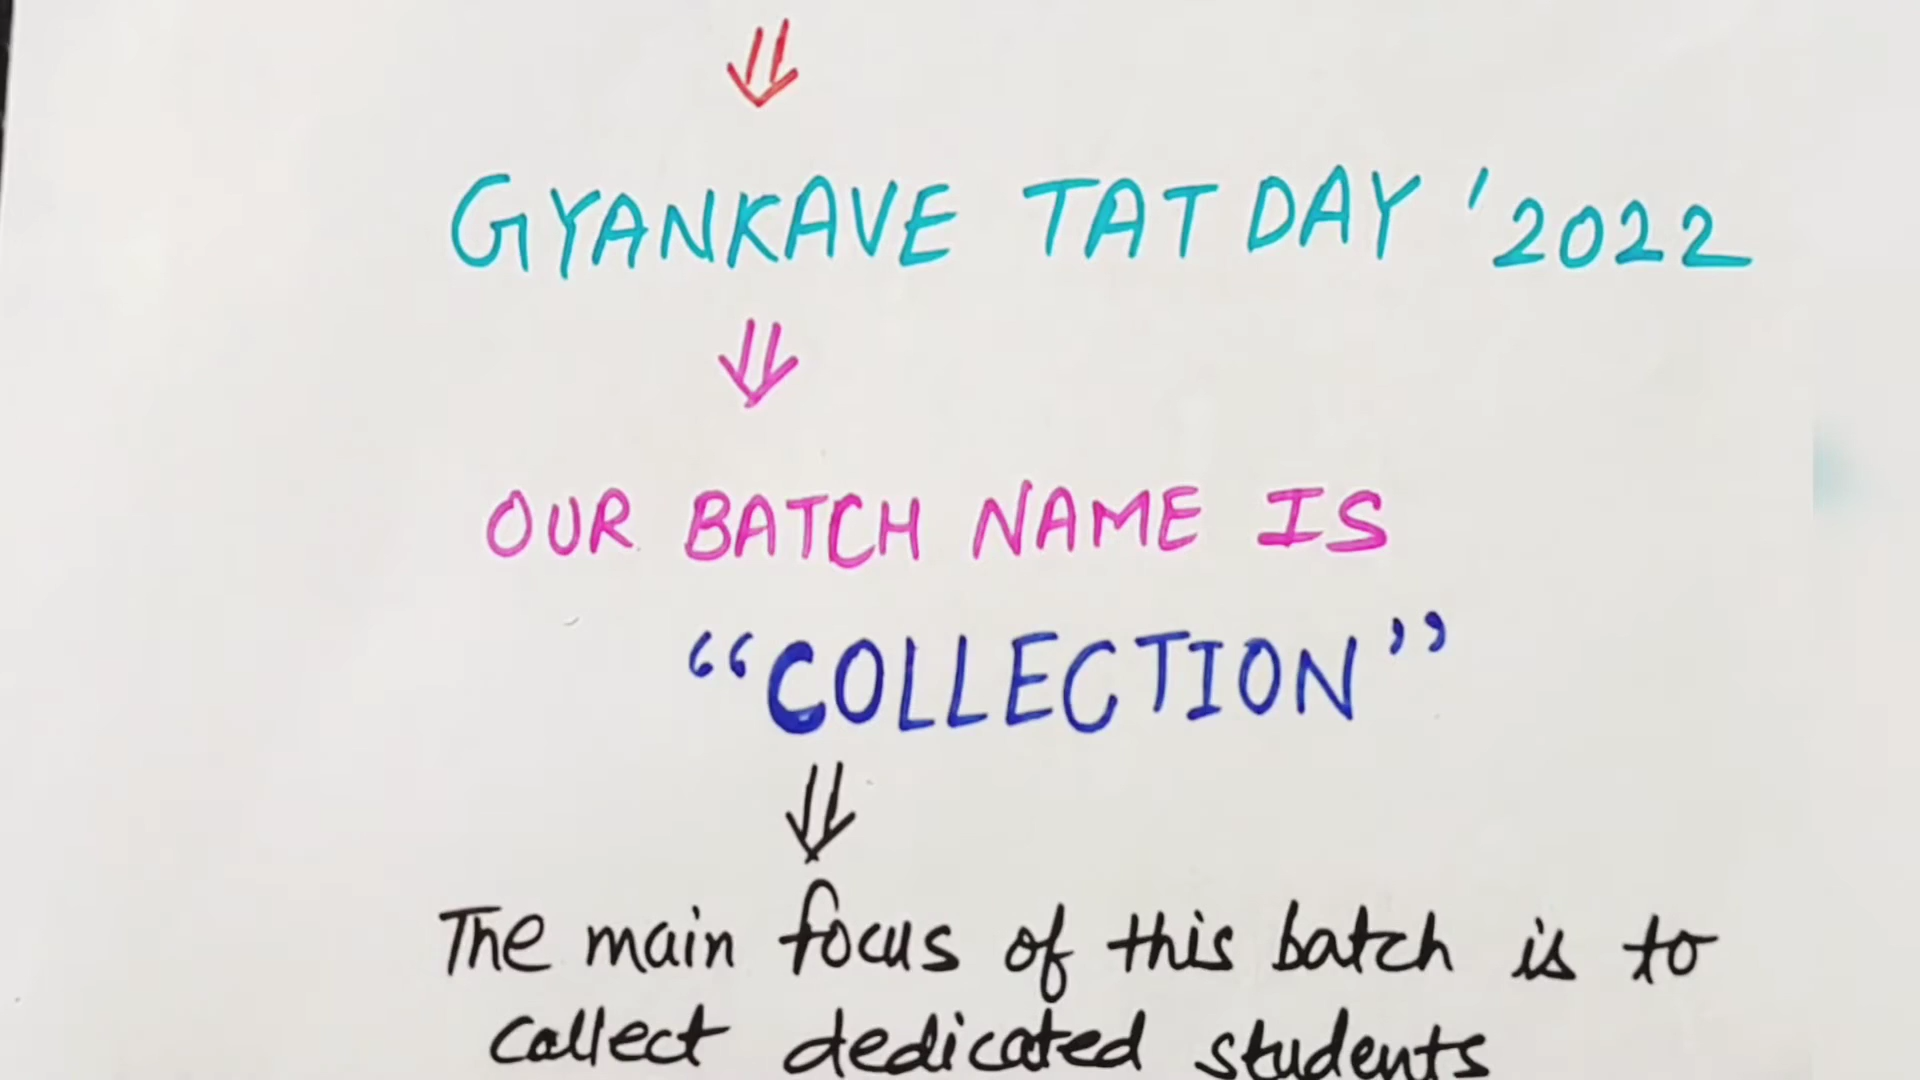 GYANKAVE TAT DAY '2022
OUR BATCH NAME IS
“COLLECTION”
The main focus of this batch is to
collect dedicated students